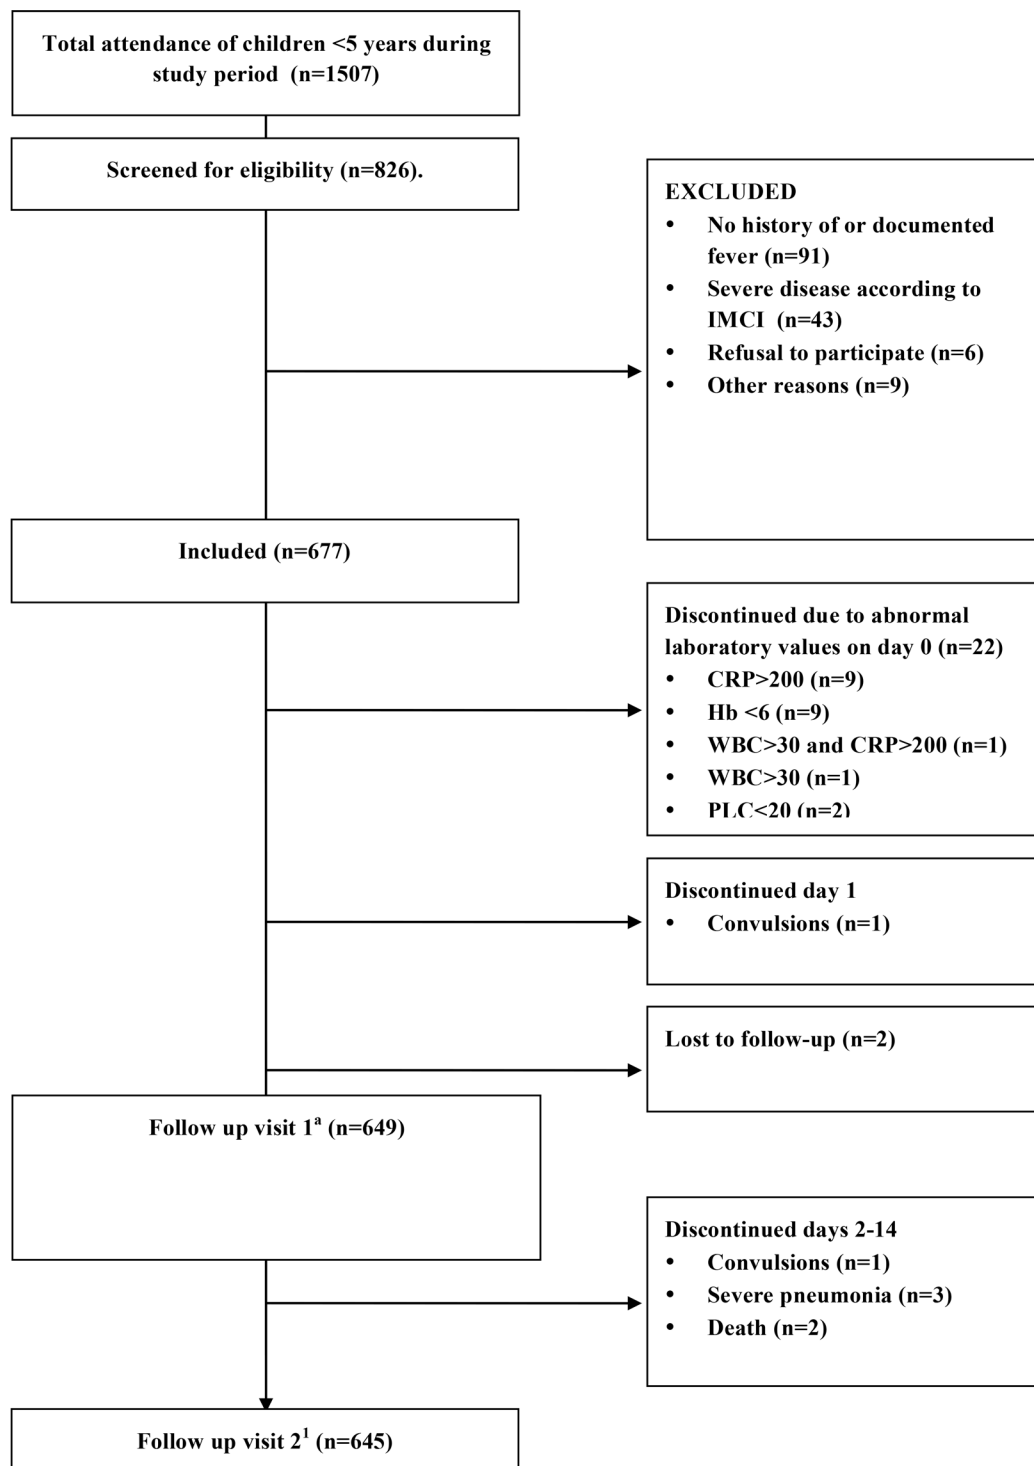 Total attendance of children <5 years during
study period (n=1507)
Screened for eligibility (n=826).
EXCLUDED
• No history of or documented
fever (n=91)
• Severe disease according to
IMCI (n=43)
• Refusal to participate (n=6)
• Other reasons (n=9)
Included (n=677)
Discontinued due to abnormal
laboratory values on day 0 (n=22)
• CRP>200 (n=9)
• Hb <6 (n=9)
• WBC>30 and CRP>200 (n=1)
• WBC>30 (n=1)
• PLC<20 (n=2)
Discontinued day 1
• Convulsions (n=1)
Lost to follow-up (n=2)
Follow up visit 1ᵃ (n=649)
Discontinued days 2-14
• Convulsions (n=1)
• Severe pneumonia (n=3)
• Death (n=2)
Follow up visit 2¹ (n=645)